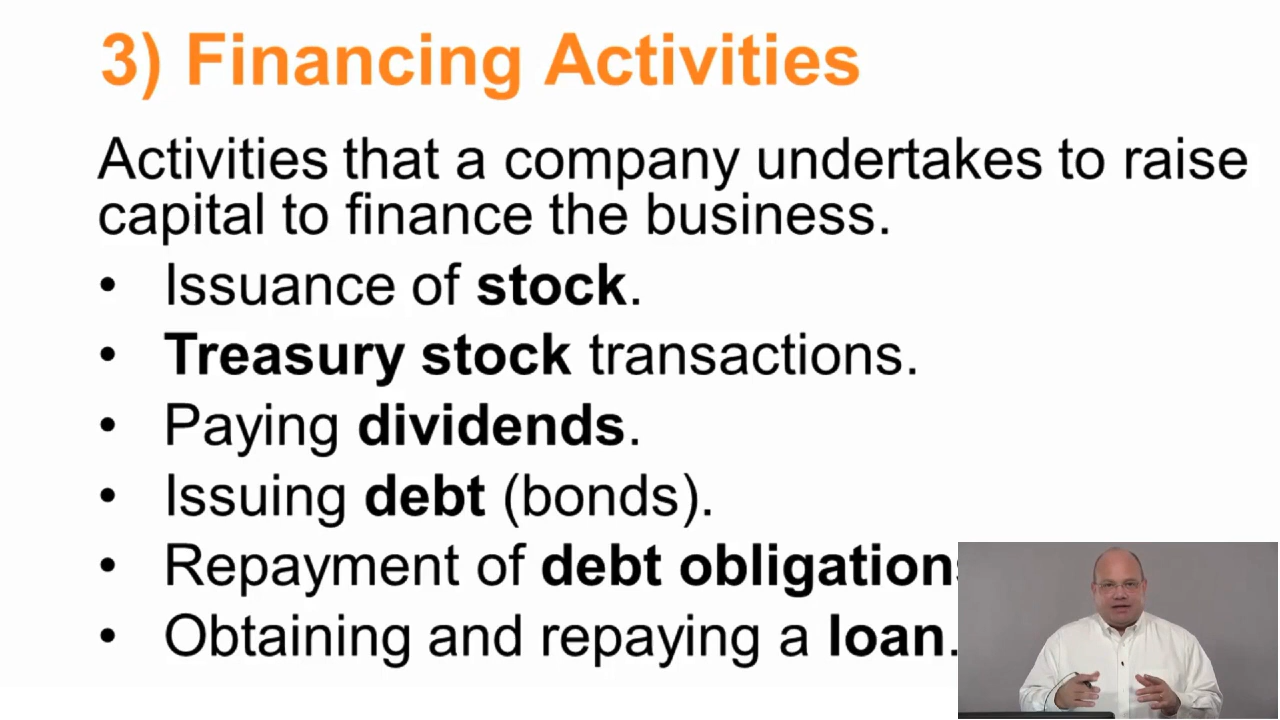 3) Financing Activities
Activities that a company undertakes to raise
capital to finance the business.
• Issuance of stock.
• Treasury stock transactions.
• Paying dividends.
• Issuing debt (bonds).
• Repayment of debt obligations
• Obtaining and repaying a loan.